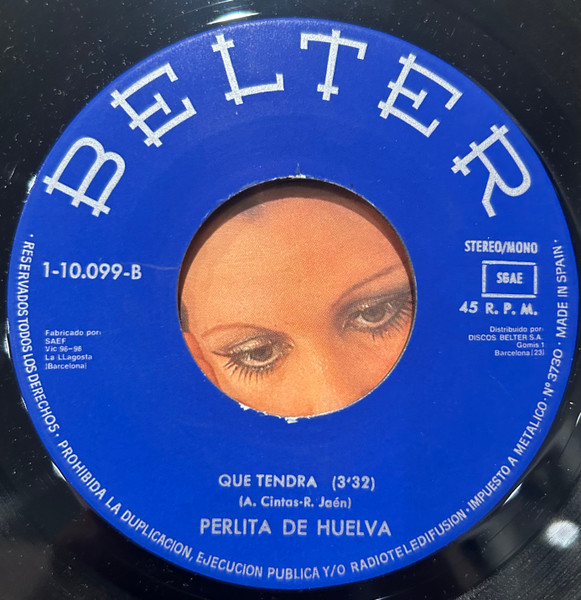 BELTER
STEREO/MONO
1-10.099-B
SGAE
45 R. P. M.
Fabricado por:
SAEF
Vic 96-98
La LLagosta
(Barcelona)
Distribuido por:
DISCOS BELTER S.A.
Gomis 1
Barcelona (23)
QUE TENDRA (3'32)
(A. Cintas-R. Jaén)
PERLITA DE HUELVA
· RESERVADOS TODOS LOS DERECHOS · PROHIBIDA LA DUPLICACION, EJECUCION PUBLICA Y/O RADIOTELEDIFUSION · IMPUESTO A METALICO · Nº 3730 · MADE IN SPAIN ·